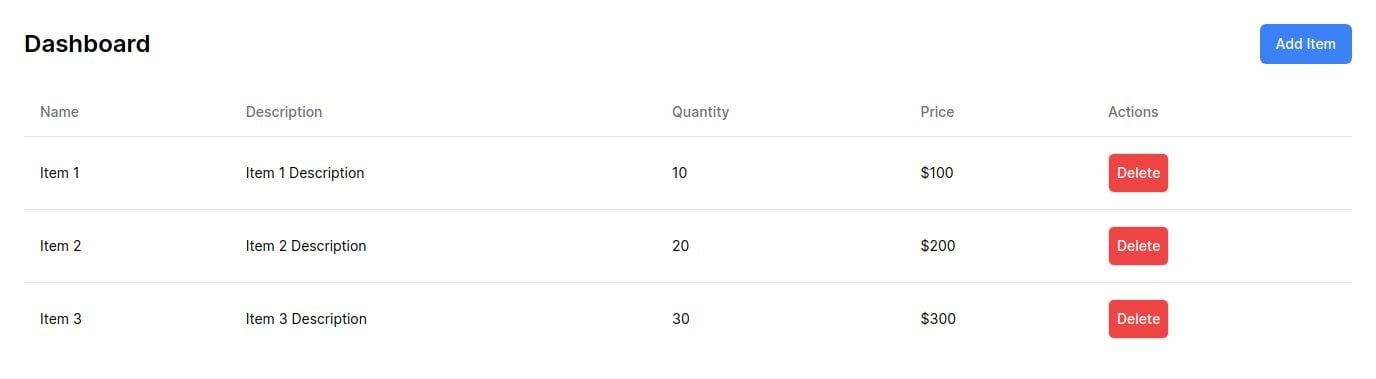 Dashboard Add Item
Name Description Quantity Price Actions
Item 1 Item 1 Description 10 $100 Delete
Item 2 Item 2 Description 20 $200 Delete
Item 3 Item 3 Description 30 $300 Delete